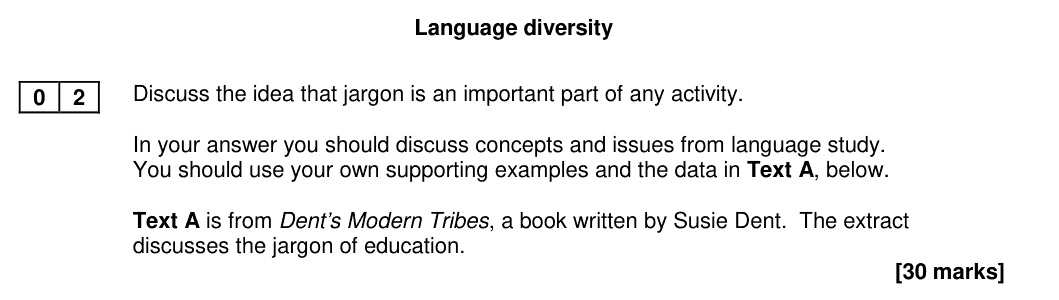 Language diversity
0 2 Discuss the idea that jargon is an important part of any activity.
In your answer you should discuss concepts and issues from language study.
You should use your own supporting examples and the data in Text A, below.
Text A is from Dent's Modern Tribes, a book written by Susie Dent. The extract
discusses the jargon of education.
[30 marks]